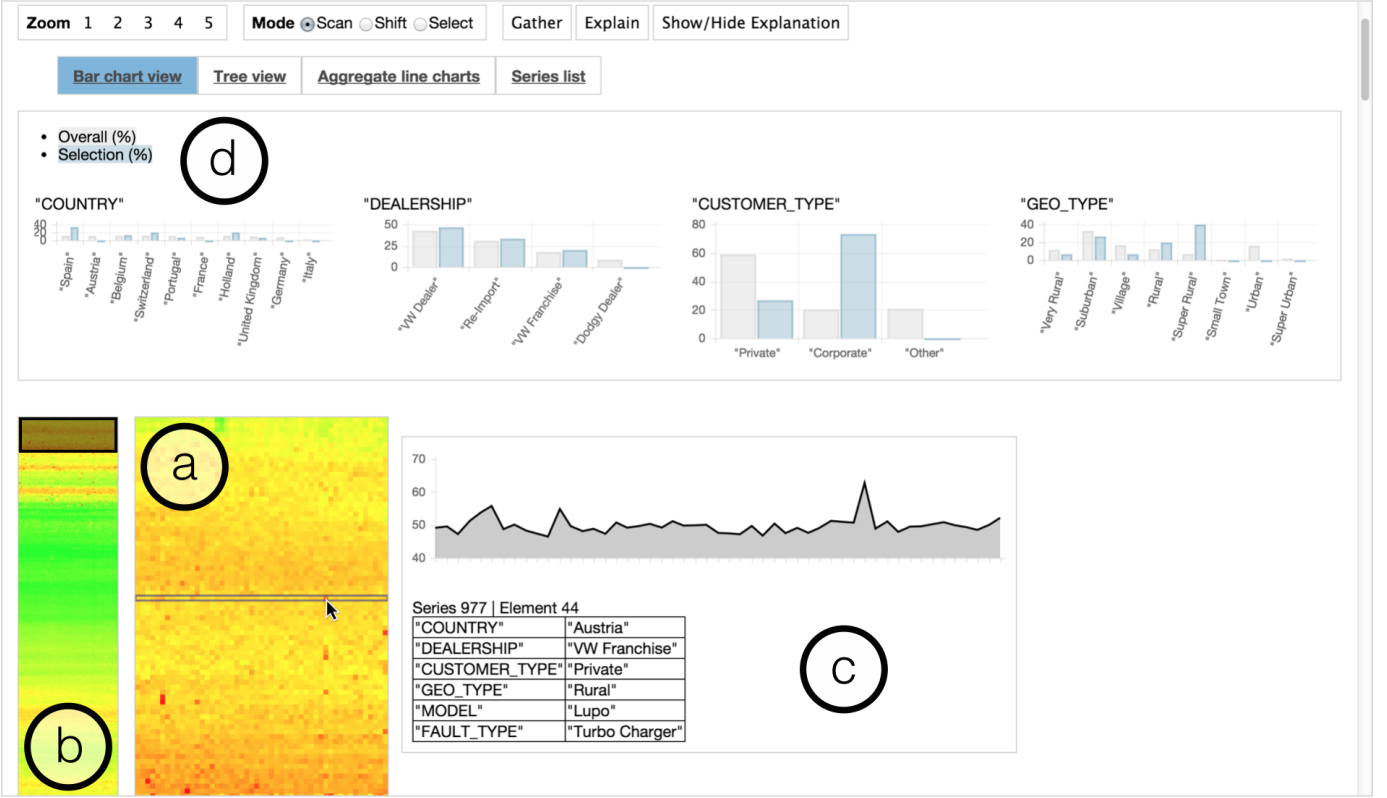 Zoom 1 2 3 4 5 Mode Scan Shift Select Gather Explain Show/Hide Explanation
Bar chart view Tree view Aggregate line charts Series list
• Overall (%)
• Selection (%)
d
"COUNTRY"
40
20
0
"Spain" "Austria" "Belgium" "Switzerland" "Portugal" "France" "Holland" "United Kingdom" "Germany" "Italy"
"DEALERSHIP"
50
25
0
"VW Dealer" "Re-Import" "VW Franchise" "Dodgy Dealer"
"CUSTOMER_TYPE"
80
60
40
20
0
"Private" "Corporate" "Other"
"GEO_TYPE"
40
20
0
"Very Rural" "Suburban" "Village" "Rural" "Super Rural" "Small Town" "Urban" "Super Urban"
a
b
70
60
50
40
Series 977 | Element 44
"COUNTRY" "Austria"
"DEALERSHIP" "VW Franchise"
"CUSTOMER_TYPE" "Private"
"GEO_TYPE" "Rural"
"MODEL" "Lupo"
"FAULT_TYPE" "Turbo Charger"
c